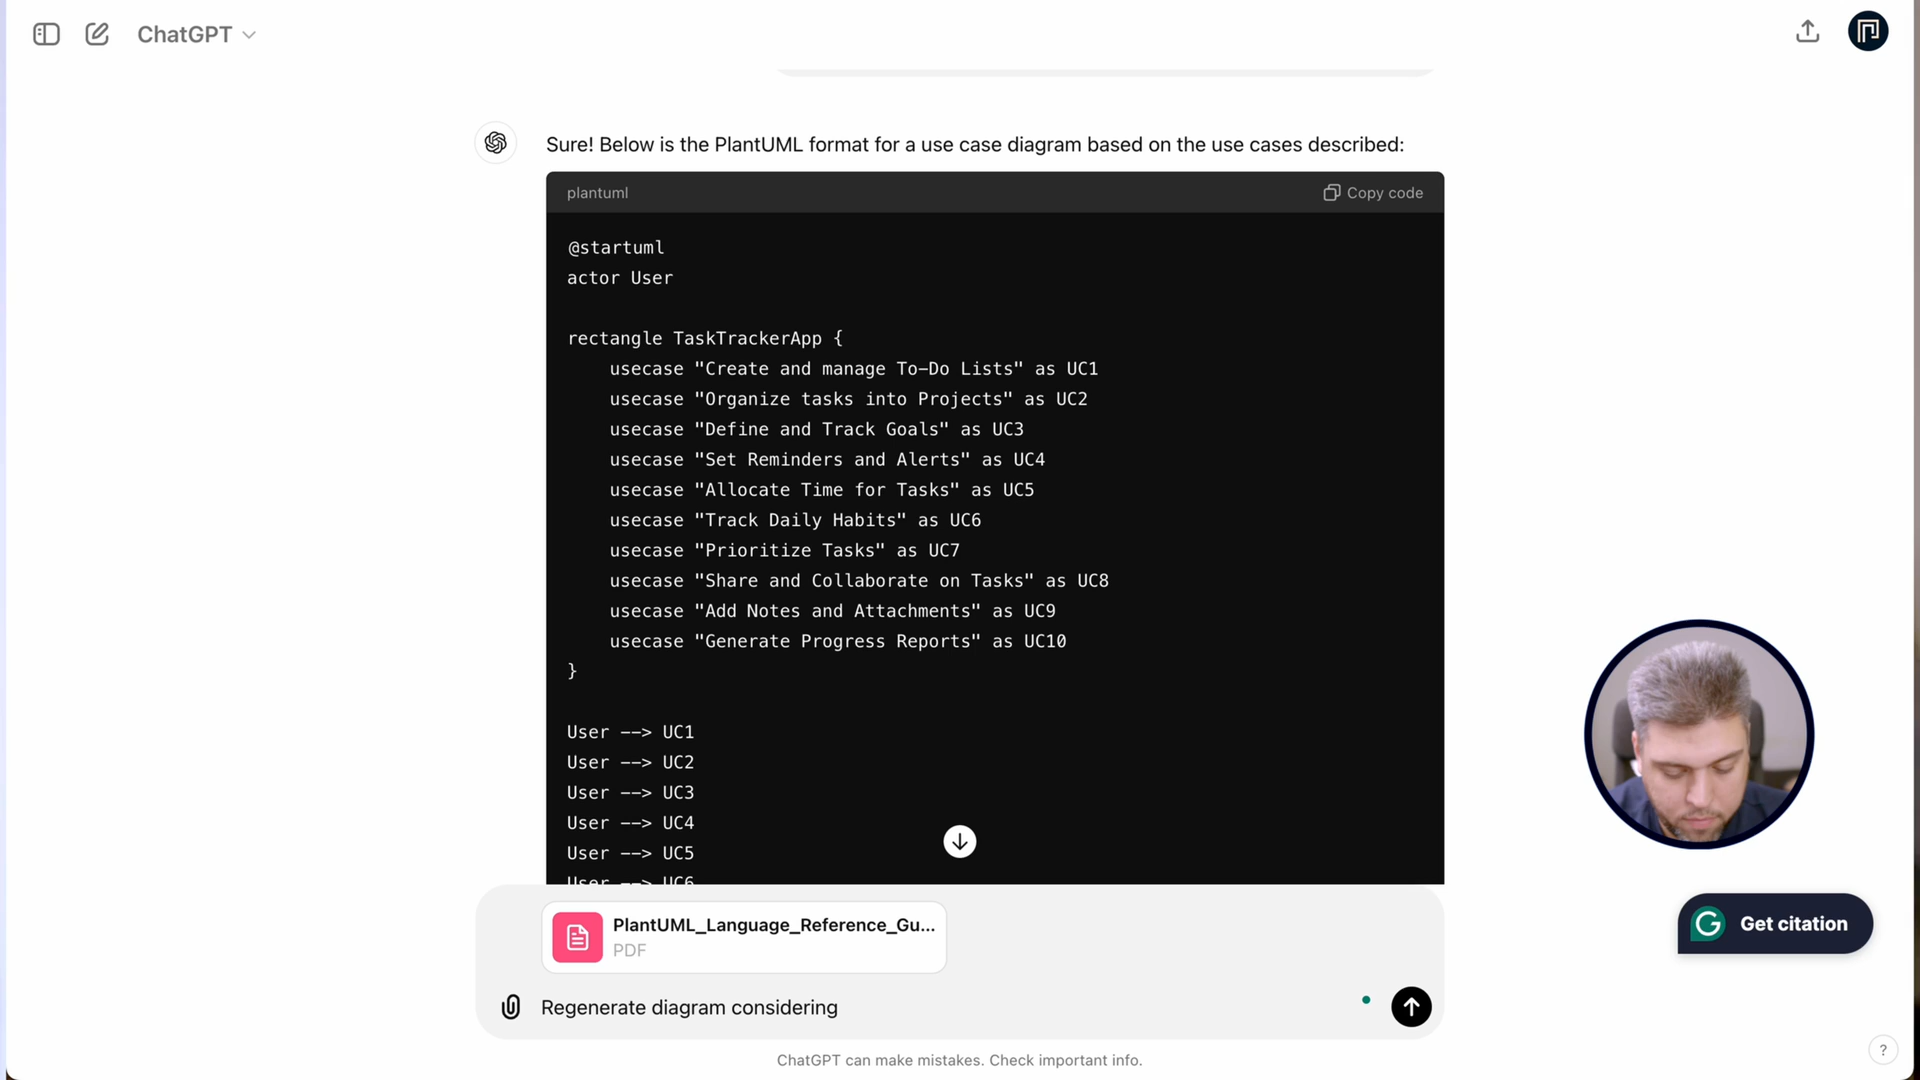 ChatGPT
Sure! Below is the PlantUML format for a use case diagram based on the use cases described:
plantuml
Copy code
@startuml
actor User
rectangle TaskTrackerApp {
usecase "Create and manage To-Do Lists" as UC1
usecase "Organize tasks into Projects" as UC2
usecase "Define and Track Goals" as UC3
usecase "Set Reminders and Alerts" as UC4
usecase "Allocate Time for Tasks" as UC5
usecase "Track Daily Habits" as UC6
usecase "Prioritize Tasks" as UC7
usecase "Share and Collaborate on Tasks" as UC8
usecase "Add Notes and Attachments" as UC9
usecase "Generate Progress Reports" as UC10
}
User --> UC1
User --> UC2
User --> UC3
User --> UC4
User --> UC5
User --> UC6
PlantUML_Language_Reference_Gu...
PDF
Regenerate diagram considering
Get citation
ChatGPT can make mistakes. Check important info.
?